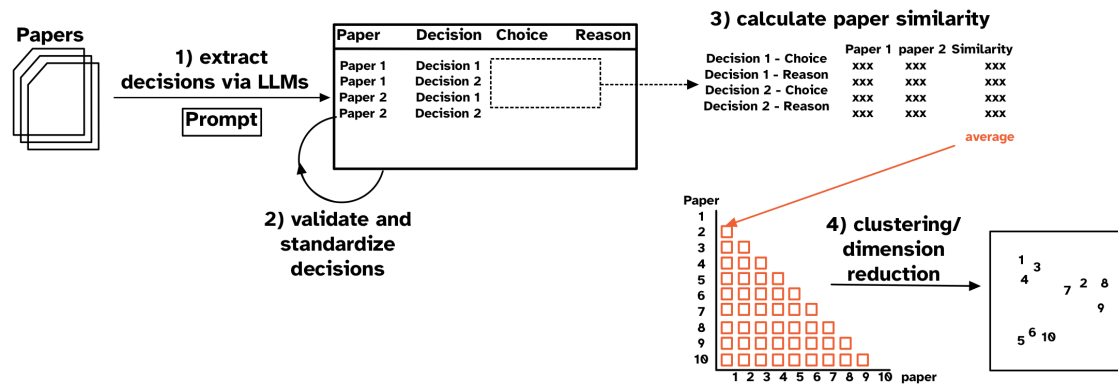 Papers
1) extract
decisions via LLMs
Prompt
Paper Decision Choice Reason
Paper 1 Decision 1
Paper 1 Decision 2
Paper 2 Decision 1
Paper 2 Decision 2
2) validate and
standardize
decisions
3) calculate paper similarity
Paper 1 paper 2 Similarity
Decision 1 - Choice xxx xxx xxx
Decision 1 - Reason xxx xxx xxx
Decision 2 - Choice xxx xxx xxx
Decision 2 - Reason xxx xxx xxx
average
Paper
1
2
3
4
5
6
7
8
9
10
1 2 3 4 5 6 7 8 9 10 paper
4) clustering/
dimension
reduction
1 3
4
7 2 8
9
5 6 10